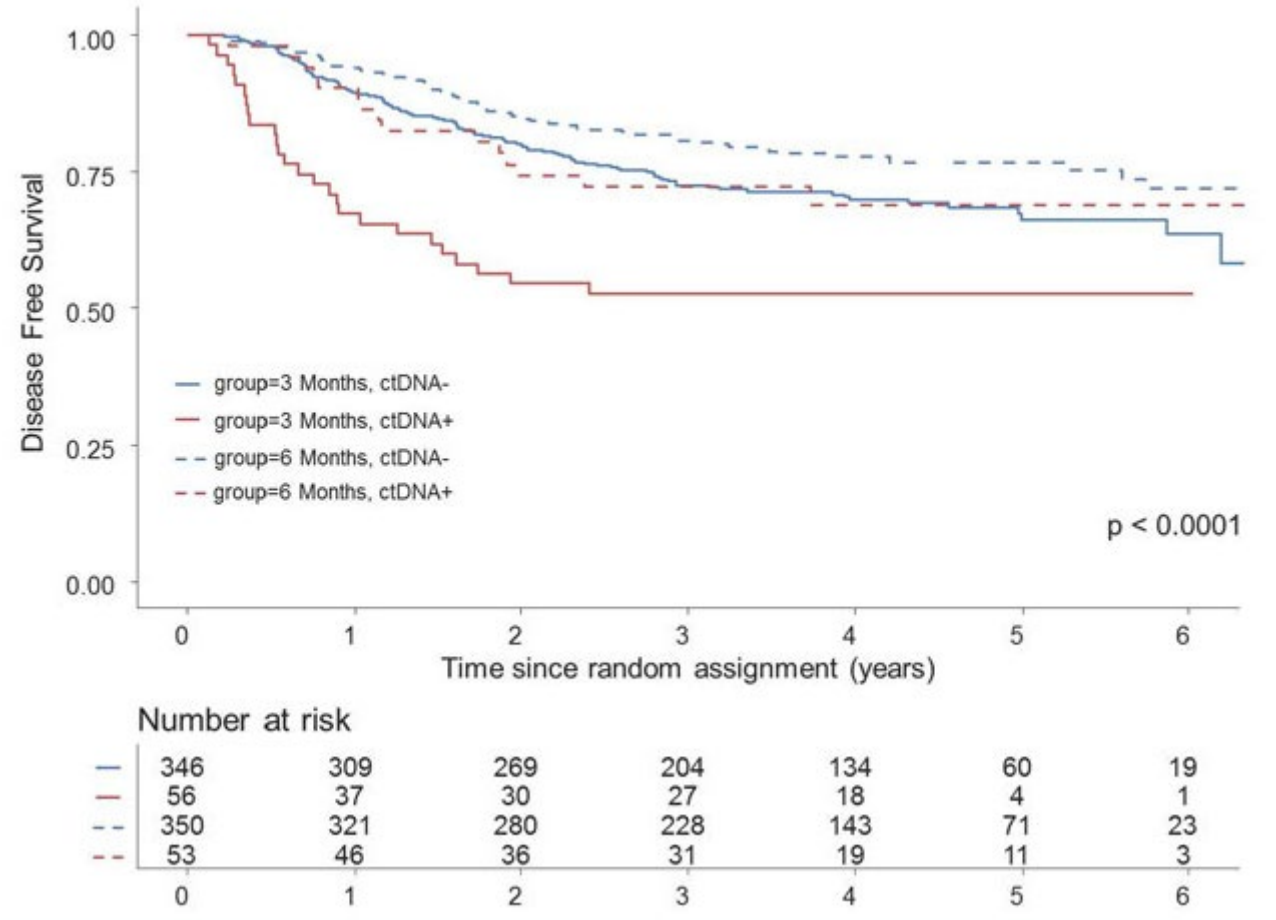 1.00
0.75
0.50
0.25
0.00
Disease Free Survival
group=3 Months, ctDNA-
group=3 Months, ctDNA+
group=6 Months, ctDNA-
group=6 Months, ctDNA+
p < 0.0001
0 1 2 3 4 5 6
Time since random assignment (years)
Number at risk
346 309 269 204 134 60 19
56 37 30 27 18 4 1
350 321 280 228 143 71 23
53 46 36 31 19 11 3
0 1 2 3 4 5 6